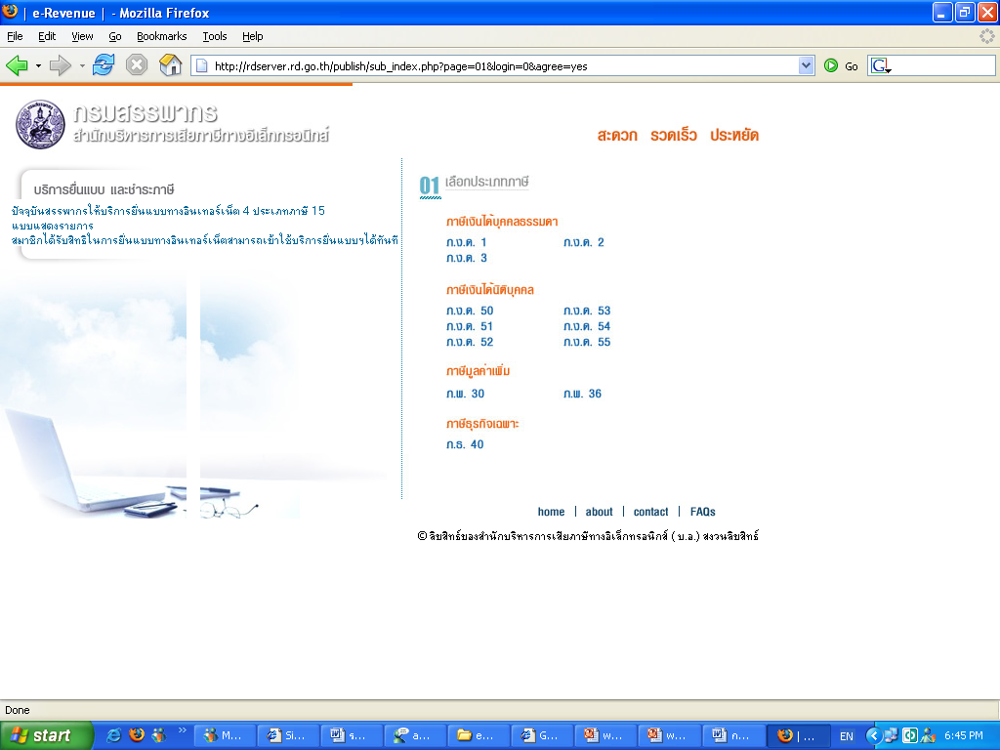 | e-Revenue | - Mozilla Firefox
File Edit View Go Bookmarks Tools Help
http://rdserver.rd.go.th/publish/sub_index.php?page=01&login=0&agree=yes
Go
G
กรมสรรพากร
สำนักบริหารการเสียภาษีทางอิเล็กทรอนิกส์
สะดวก รวดเร็ว ประหยัด
บริการยื่นแบบ และชำระภาษี
ปัจจุบันสรรพากรให้บริการยื่นแบบทางอินเทอร์เน็ต 4 ประเภทภาษี 15
แบบแสดงรายการ
สมาชิกได้รับสิทธิในการยื่นแบบทางอินเทอร์เน็ตสามารถเข้าใช้บริการยื่นแบบฯได้ทันที
01 เลือกประเภทภาษี
ภาษีเงินได้บุคคลธรรมดา
ภ.ง.ด. 1 ภ.ง.ด. 2
ภ.ง.ด. 3
ภาษีเงินได้นิติบุคคล
ภ.ง.ด. 50 ภ.ง.ด. 53
ภ.ง.ด. 51 ภ.ง.ด. 54
ภ.ง.ด. 52 ภ.ง.ด. 55
ภาษีมูลค่าเพิ่ม
ภ.พ. 30 ภ.พ. 36
ภาษีธุรกิจเฉพาะ
ภ.ธ. 40
home | about | contact | FAQs
© ลิขสิทธ์ของสำนักบริหารการเสียภาษีทางอิเล็กทรอนิกส์ ( บ.อ.) สงวนลิขสิทธ์
Done
start M... Si... ร... a... e... G... w... w... ก... | ... EN 6:45 PM